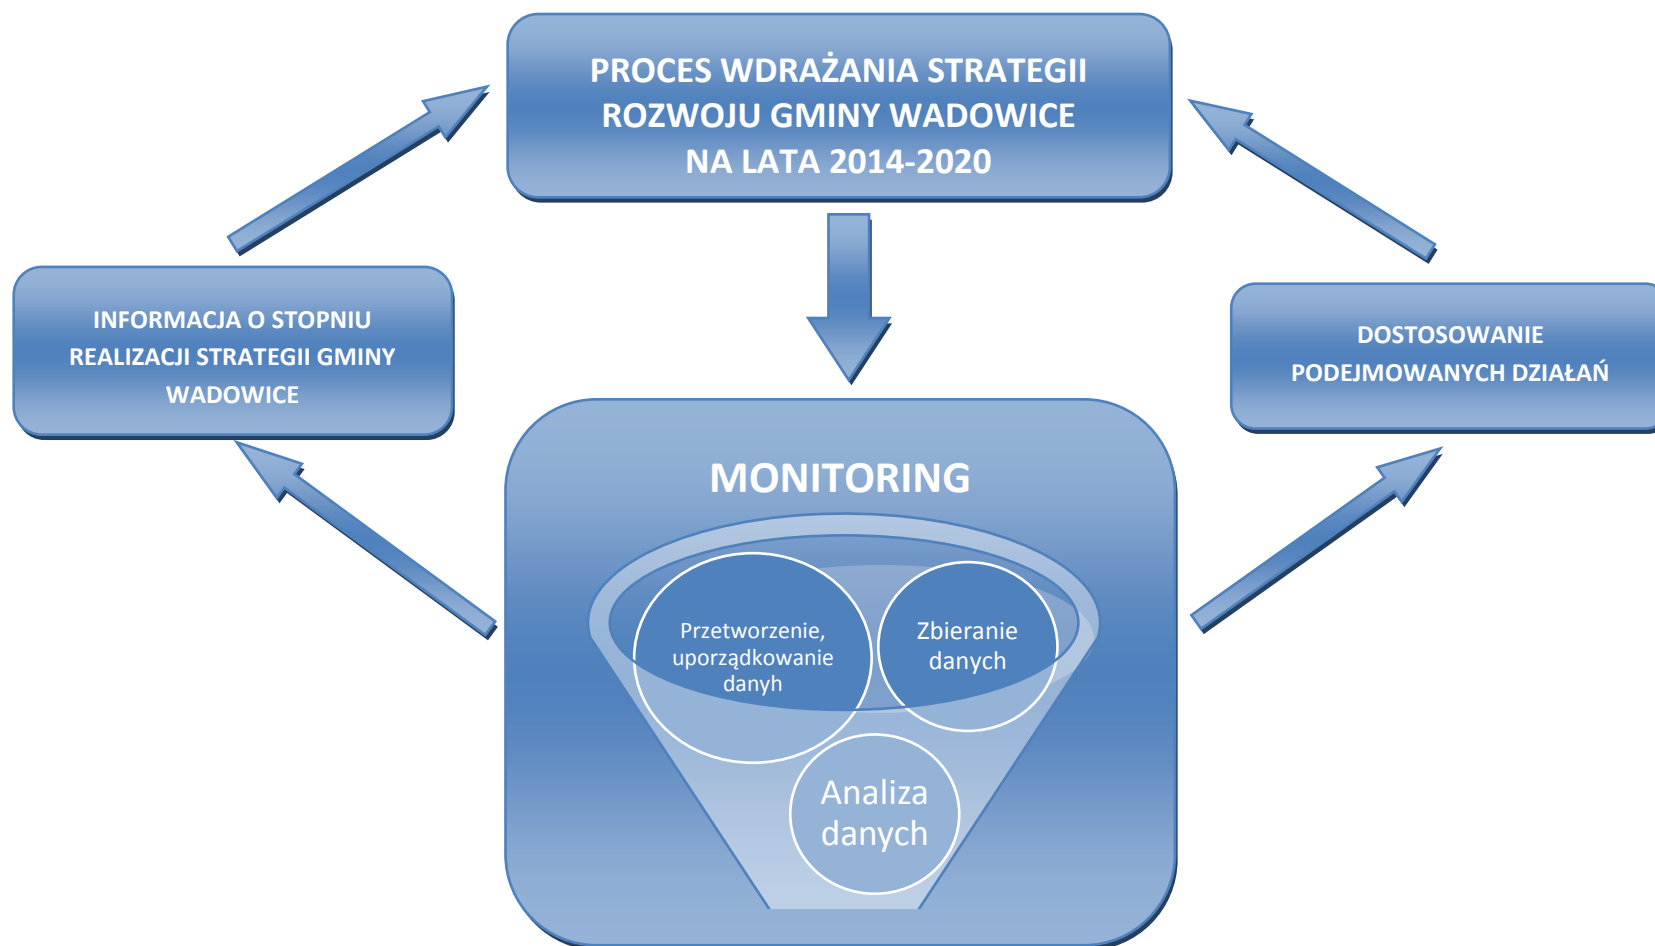 PROCES WDRAŻANIA STRATEGII
ROZWOJU GMINY WADOWICE
NA LATA 2014-2020
INFORMACJA O STOPNIU
REALIZACJI STRATEGII GMINY
WADOWICE
DOSTOSOWANIE
PODEJMOWANYCH DZIAŁAŃ
MONITORING
Przetworzenie,
uporządkowanie
danyh
Zbieranie
danych
Analiza
danych